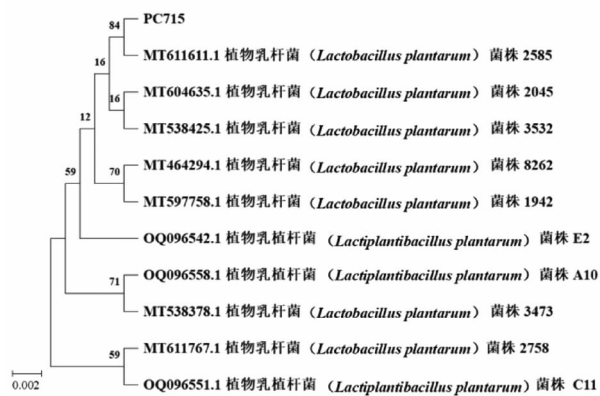 PC715
84
MT611611.1 植物乳杆菌（Lactobacillus plantarum）菌株 2585
16
MT604635.1 植物乳杆菌（Lactobacillus plantarum）菌株 2045
16
MT538425.1 植物乳杆菌（Lactobacillus plantarum）菌株 3532
12
MT464294.1 植物乳杆菌（Lactobacillus plantarum）菌株 8262
70
59
MT597758.1 植物乳杆菌（Lactobacillus plantarum）菌株 1942
OQ096542.1 植物乳植杆菌（Lactiplantibacillus plantarum）菌株 E2
OQ096558.1 植物乳植杆菌（Lactiplantibacillus plantarum）菌株 A10
71
MT538378.1 植物乳杆菌（Lactobacillus plantarum）菌株 3473
MT611767.1 植物乳杆菌（Lactobacillus plantarum）菌株 2758
59
0.002
OQ096551.1 植物乳植杆菌（Lactiplantibacillus plantarum）菌株 C11